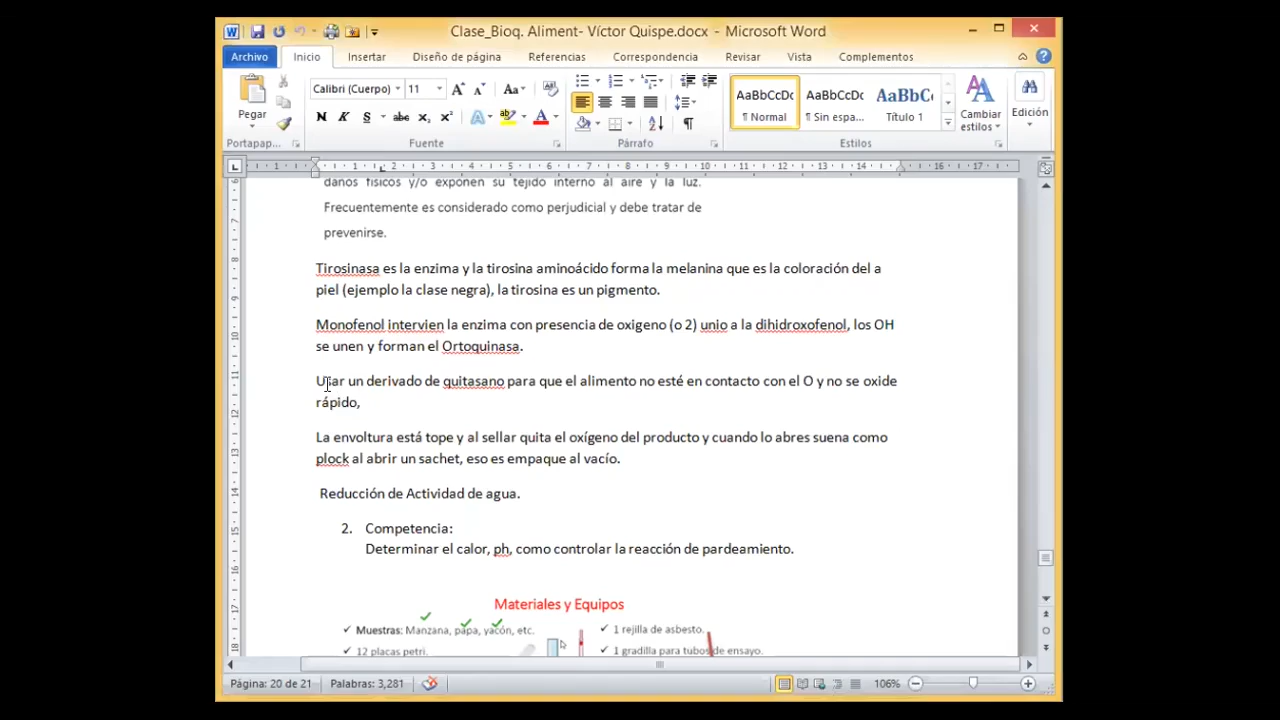 Clase_Bioq. Aliment- Víctor Quispe.docx - Microsoft Word
Archivo Inicio Insertar Diseño de página Referencias Correspondencia Revisar Vista Complementos
Calibri (Cuerpo) 11
AaBbCcDc AaBbCcDc AaBbC
Pegar
¶ Normal ¶ Sin espa... Título 1
Cambiar estilos
Edición
Portapap... Fuente Párrafo Estilos
danos físicos y/o exponen su tejido interno al aire y la luz.
Frecuentemente es considerado como perjudicial y debe tratar de
prevenirse.
Tirosinasa es la enzima y la tirosina aminoácido forma la melanina que es la coloración del a
piel (ejemplo la clase negra), la tirosina es un pigmento.
Monofenol intervien la enzima con presencia de oxigeno (o 2) unio a la dihidroxofenol, los OH
se unen y forman el Ortoquinasa.
Usar un derivado de quitasano para que el alimento no esté en contacto con el O y no se oxide
rápido,
La envoltura está tope y al sellar quita el oxígeno del producto y cuando lo abres suena como
plock al abrir un sachet, eso es empaque al vacío.
Reducción de Actividad de agua.
2. Competencia:
Determinar el calor, ph, como controlar la reacción de pardeamiento.
Materiales y Equipos
✓ Muestras: Manzana, papa, yacón, etc.
✓ 12 placas petri.
✓ 1 rejilla de asbesto.
✓ 1 gradilla para tubos de ensayo.
Página: 20 de 21 Palabras: 3,281 106%